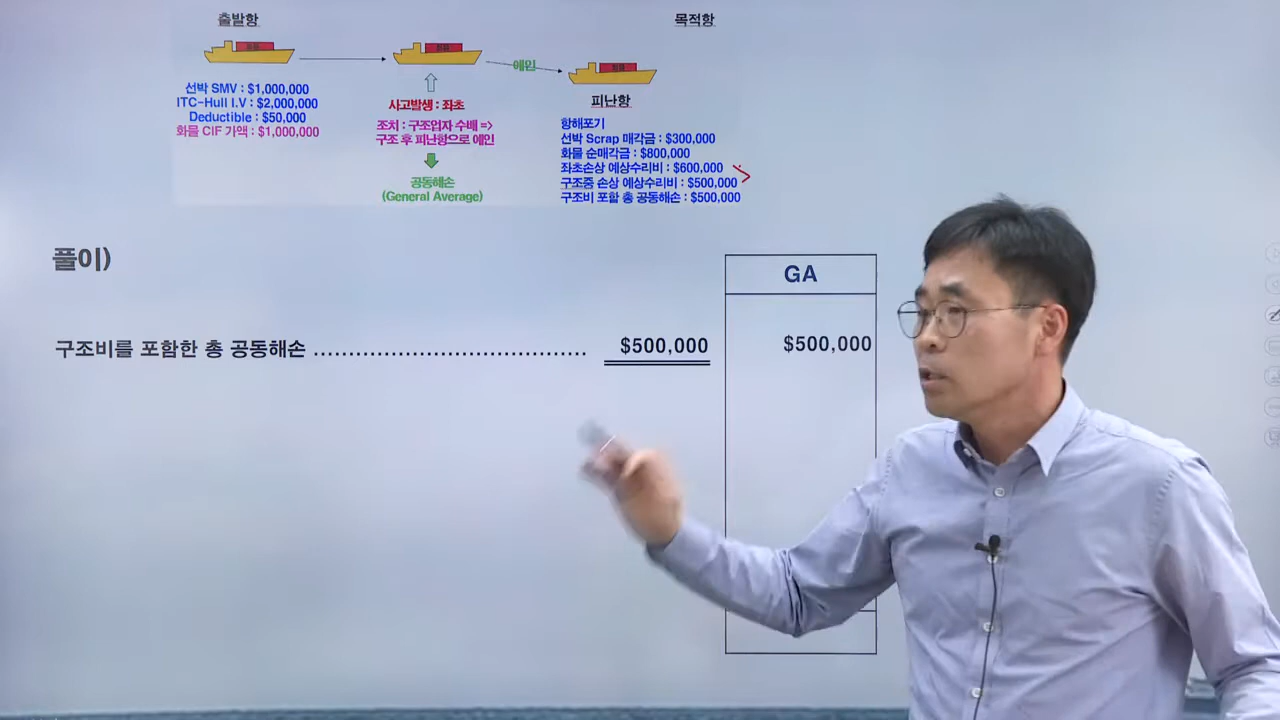 출발항
목적항
애인
선박 SMV : $1,000,000
ITC-Hull I.V : $2,000,000
Deductible : $50,000
화물 CIF 가액 : $1,000,000
사고발생 : 좌초
조치 : 구조업자 수배 =>
구조 후 피난항으로 예인
공동해손
(General Average)
피난항
항해포기
선박 Scrap 매각금 : $300,000
화물 순매각금 : $800,000
좌초손상 예상수리비 : $600,000
구조중 손상 예상수리비 : $500,000
구조비 포함 총 공동해손 : $500,000
풀이)
GA
구조비를 포함한 총 공동해손 ...................................... $500,000 $500,000